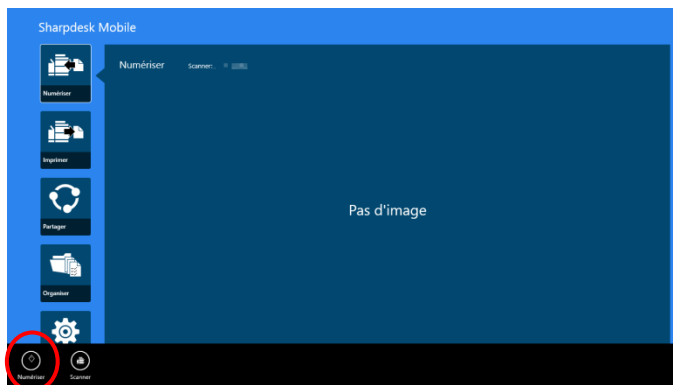 Sharpdesk Mobile
Numériser
Numériser Scanner:
Imprimer
Pas d'image
Partager
Organiser
Numériser Scanner